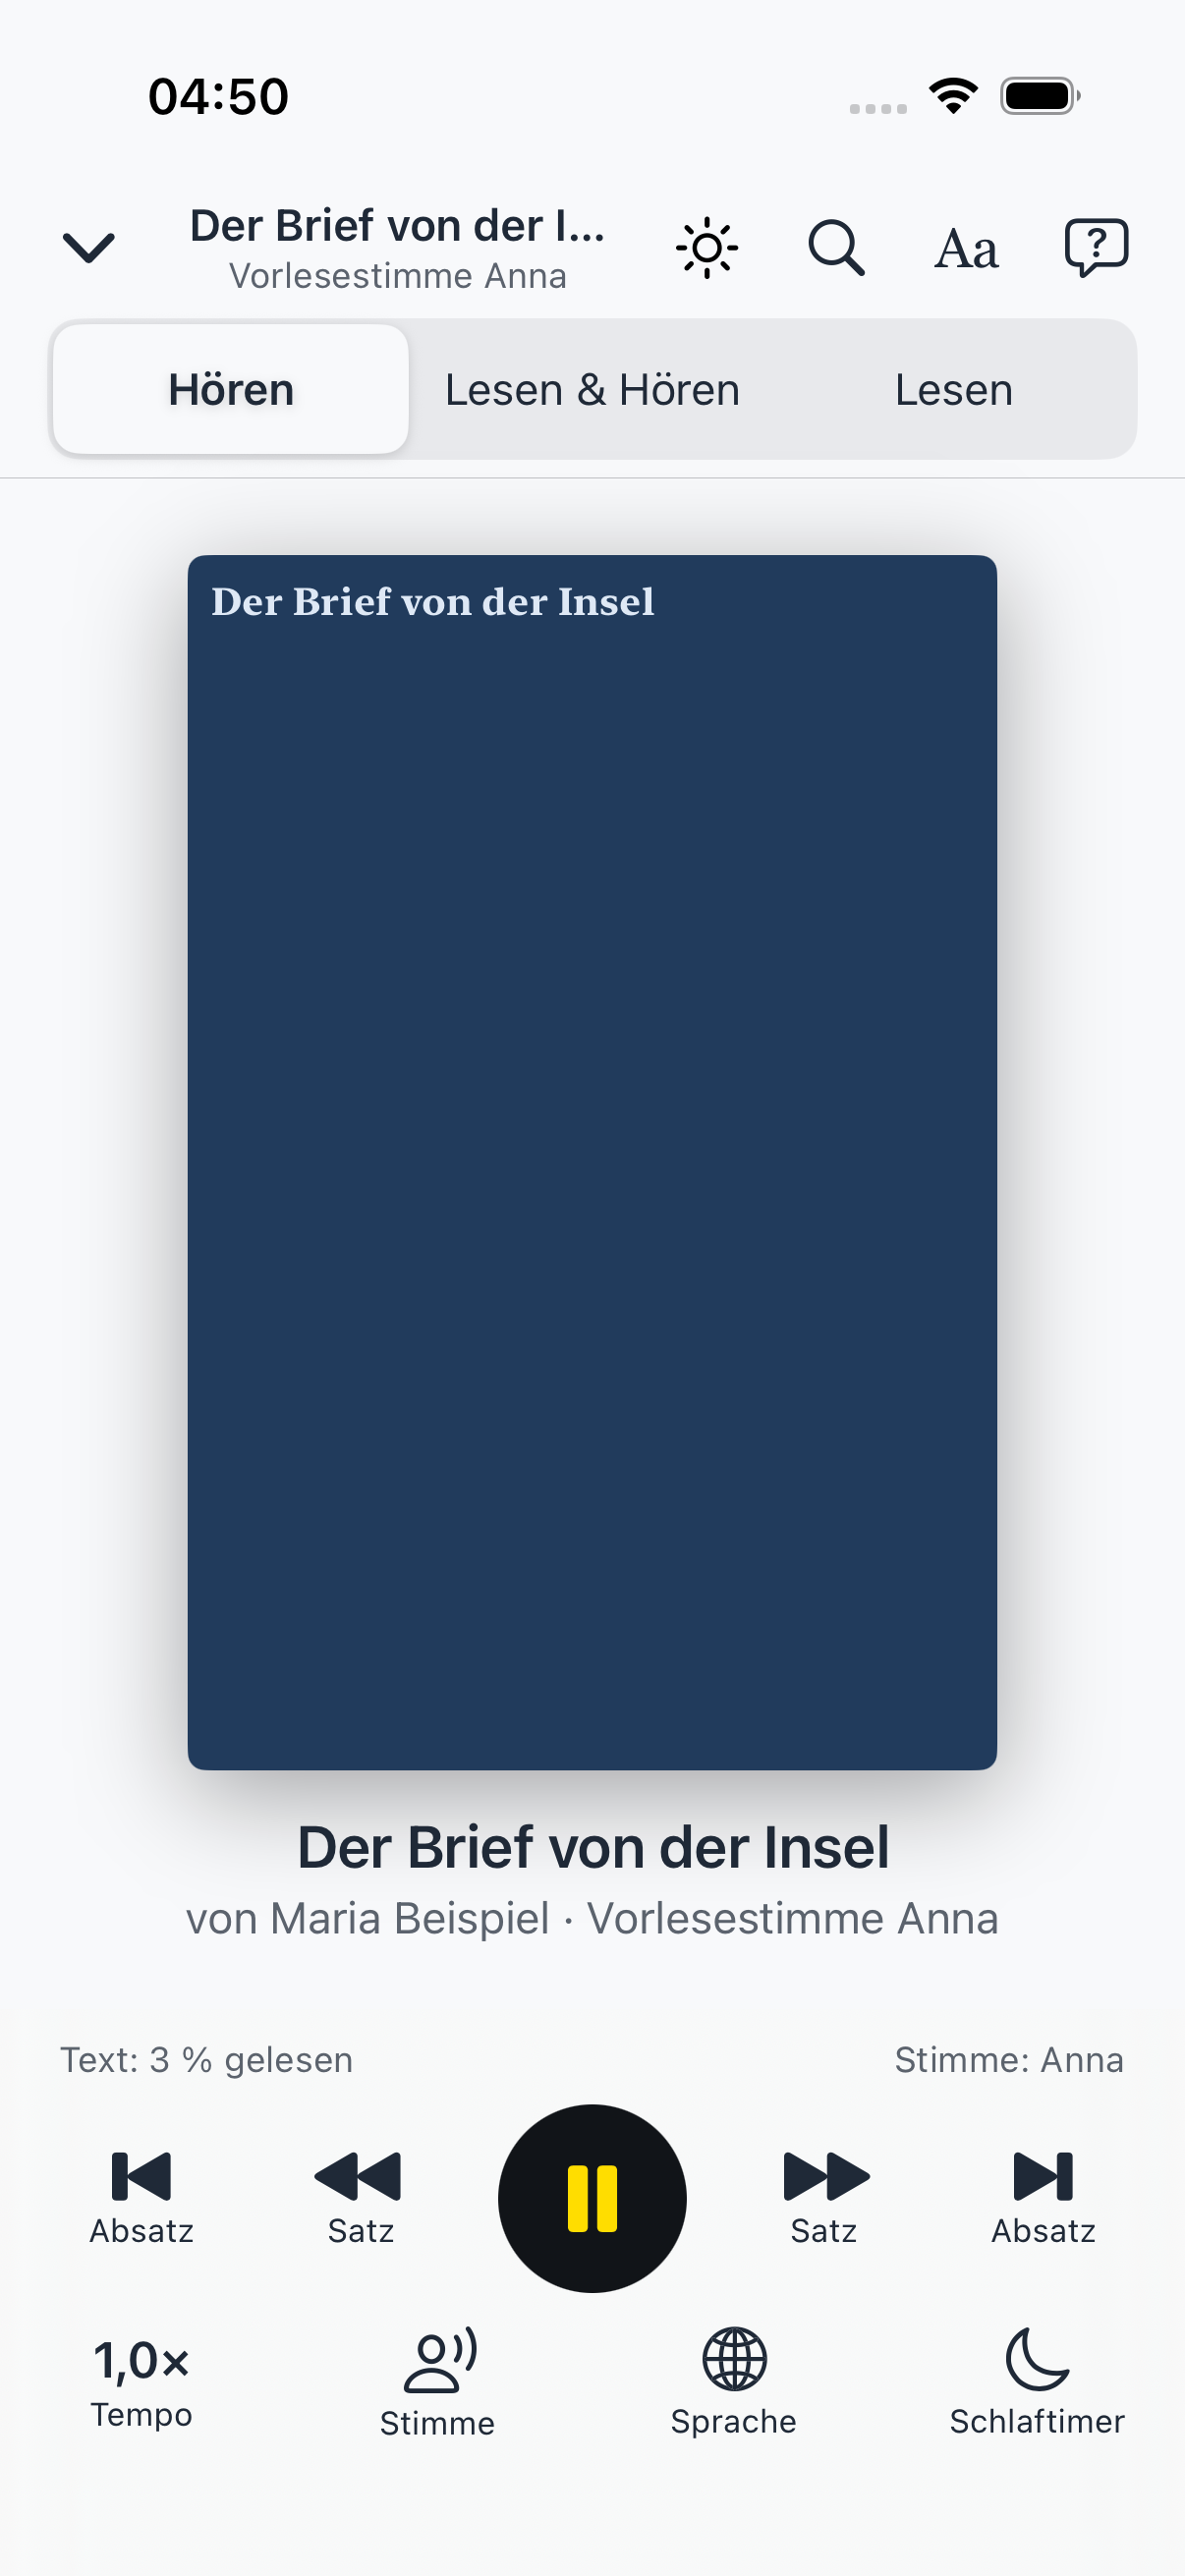 04:50
Der Brief von der I...
Vorlesestimme Anna
Aa
?
Hören
Lesen & Hören
Lesen
Der Brief von der Insel
Der Brief von der Insel
von Maria Beispiel · Vorlesestimme Anna
Text: 3 % gelesen
Stimme: Anna
Absatz
Satz
Satz
Absatz
1,0×
Tempo
Stimme
Sprache
Schlaftimer